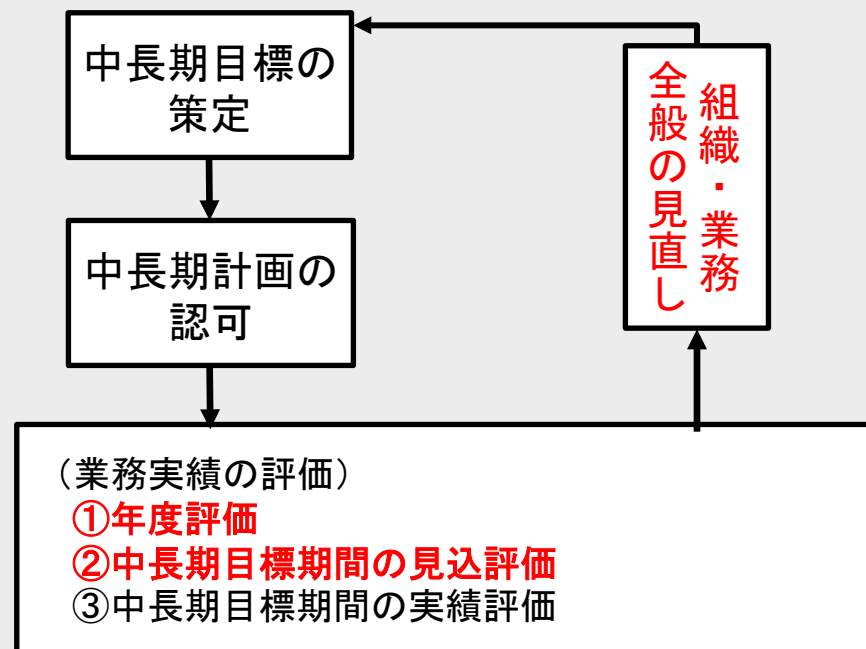 中長期目標の
策定
中長期計画の
認可
組織・業務
全般の見直し
（業務実績の評価）
①年度評価
②中長期目標期間の見込評価
③中長期目標期間の実績評価